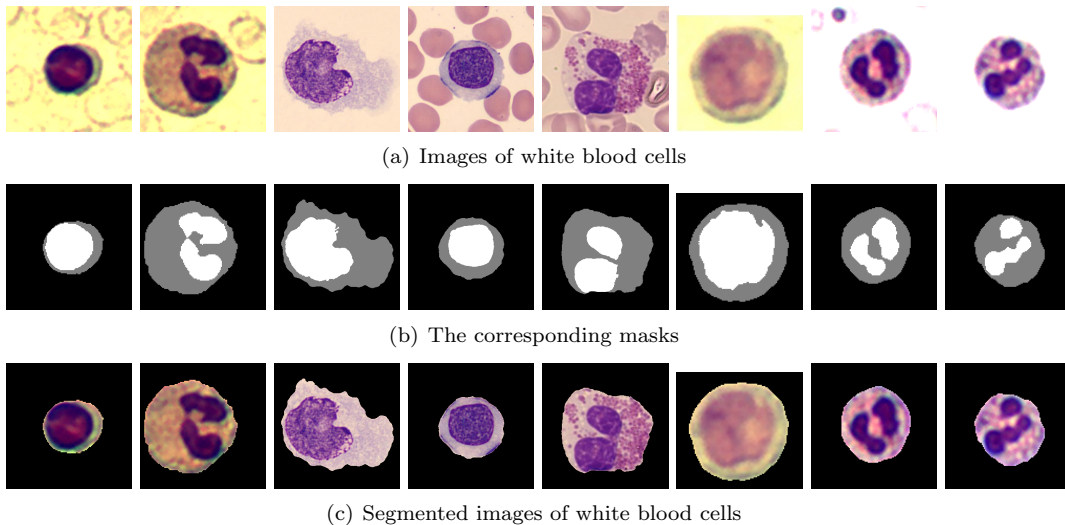 (a) Images of white blood cells
(b) The corresponding masks
(c) Segmented images of white blood cells